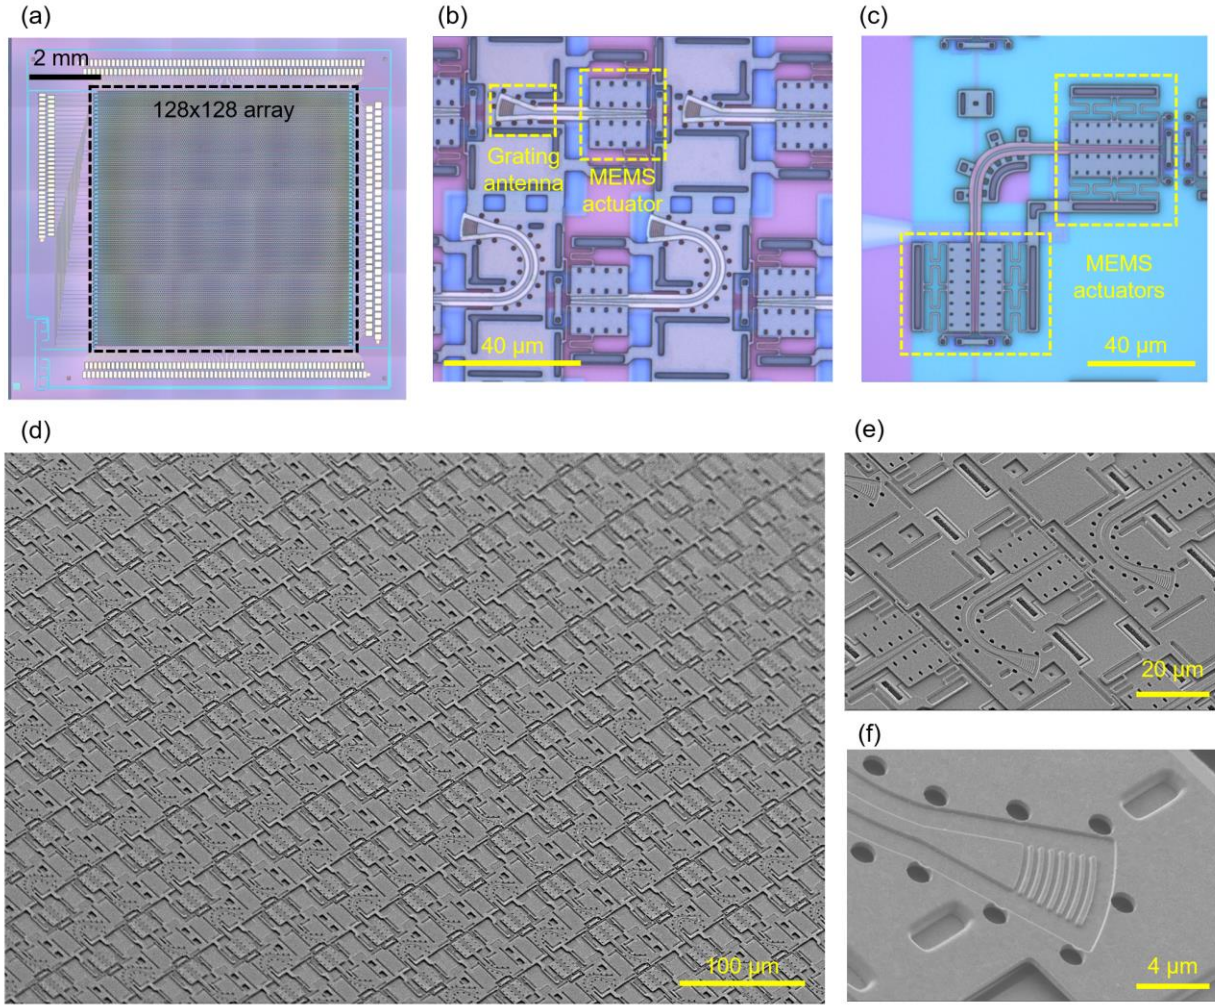 (a)
2 mm
128x128 array
(b)
Grating
antenna
MEMS
actuator
40 μm
(c)
MEMS
actuators
40 μm
(d)
100 μm
(e)
20 μm
(f)
4 μm